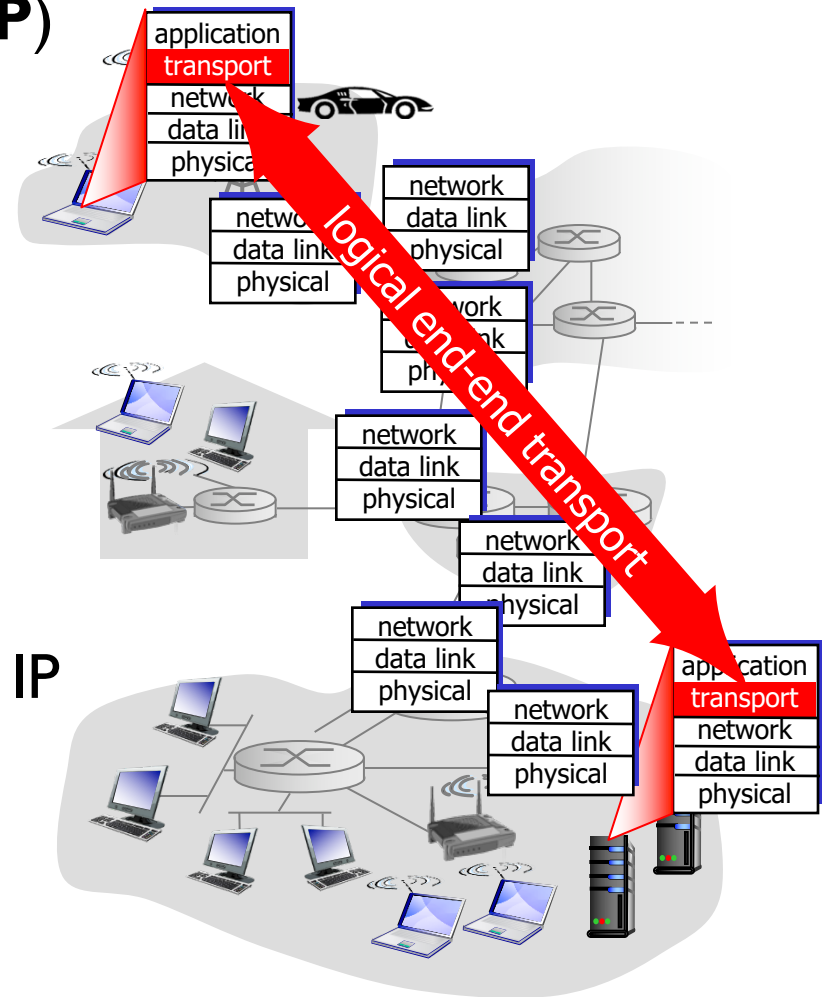 P)
application
transport
network
data link
physical
network
data link
physical
network
data link
physical
logical end-end transport
network
data link
physical
network
data link
physical
network
data link
physical
IP
application
transport
network
data link
physical
network
data link
physical